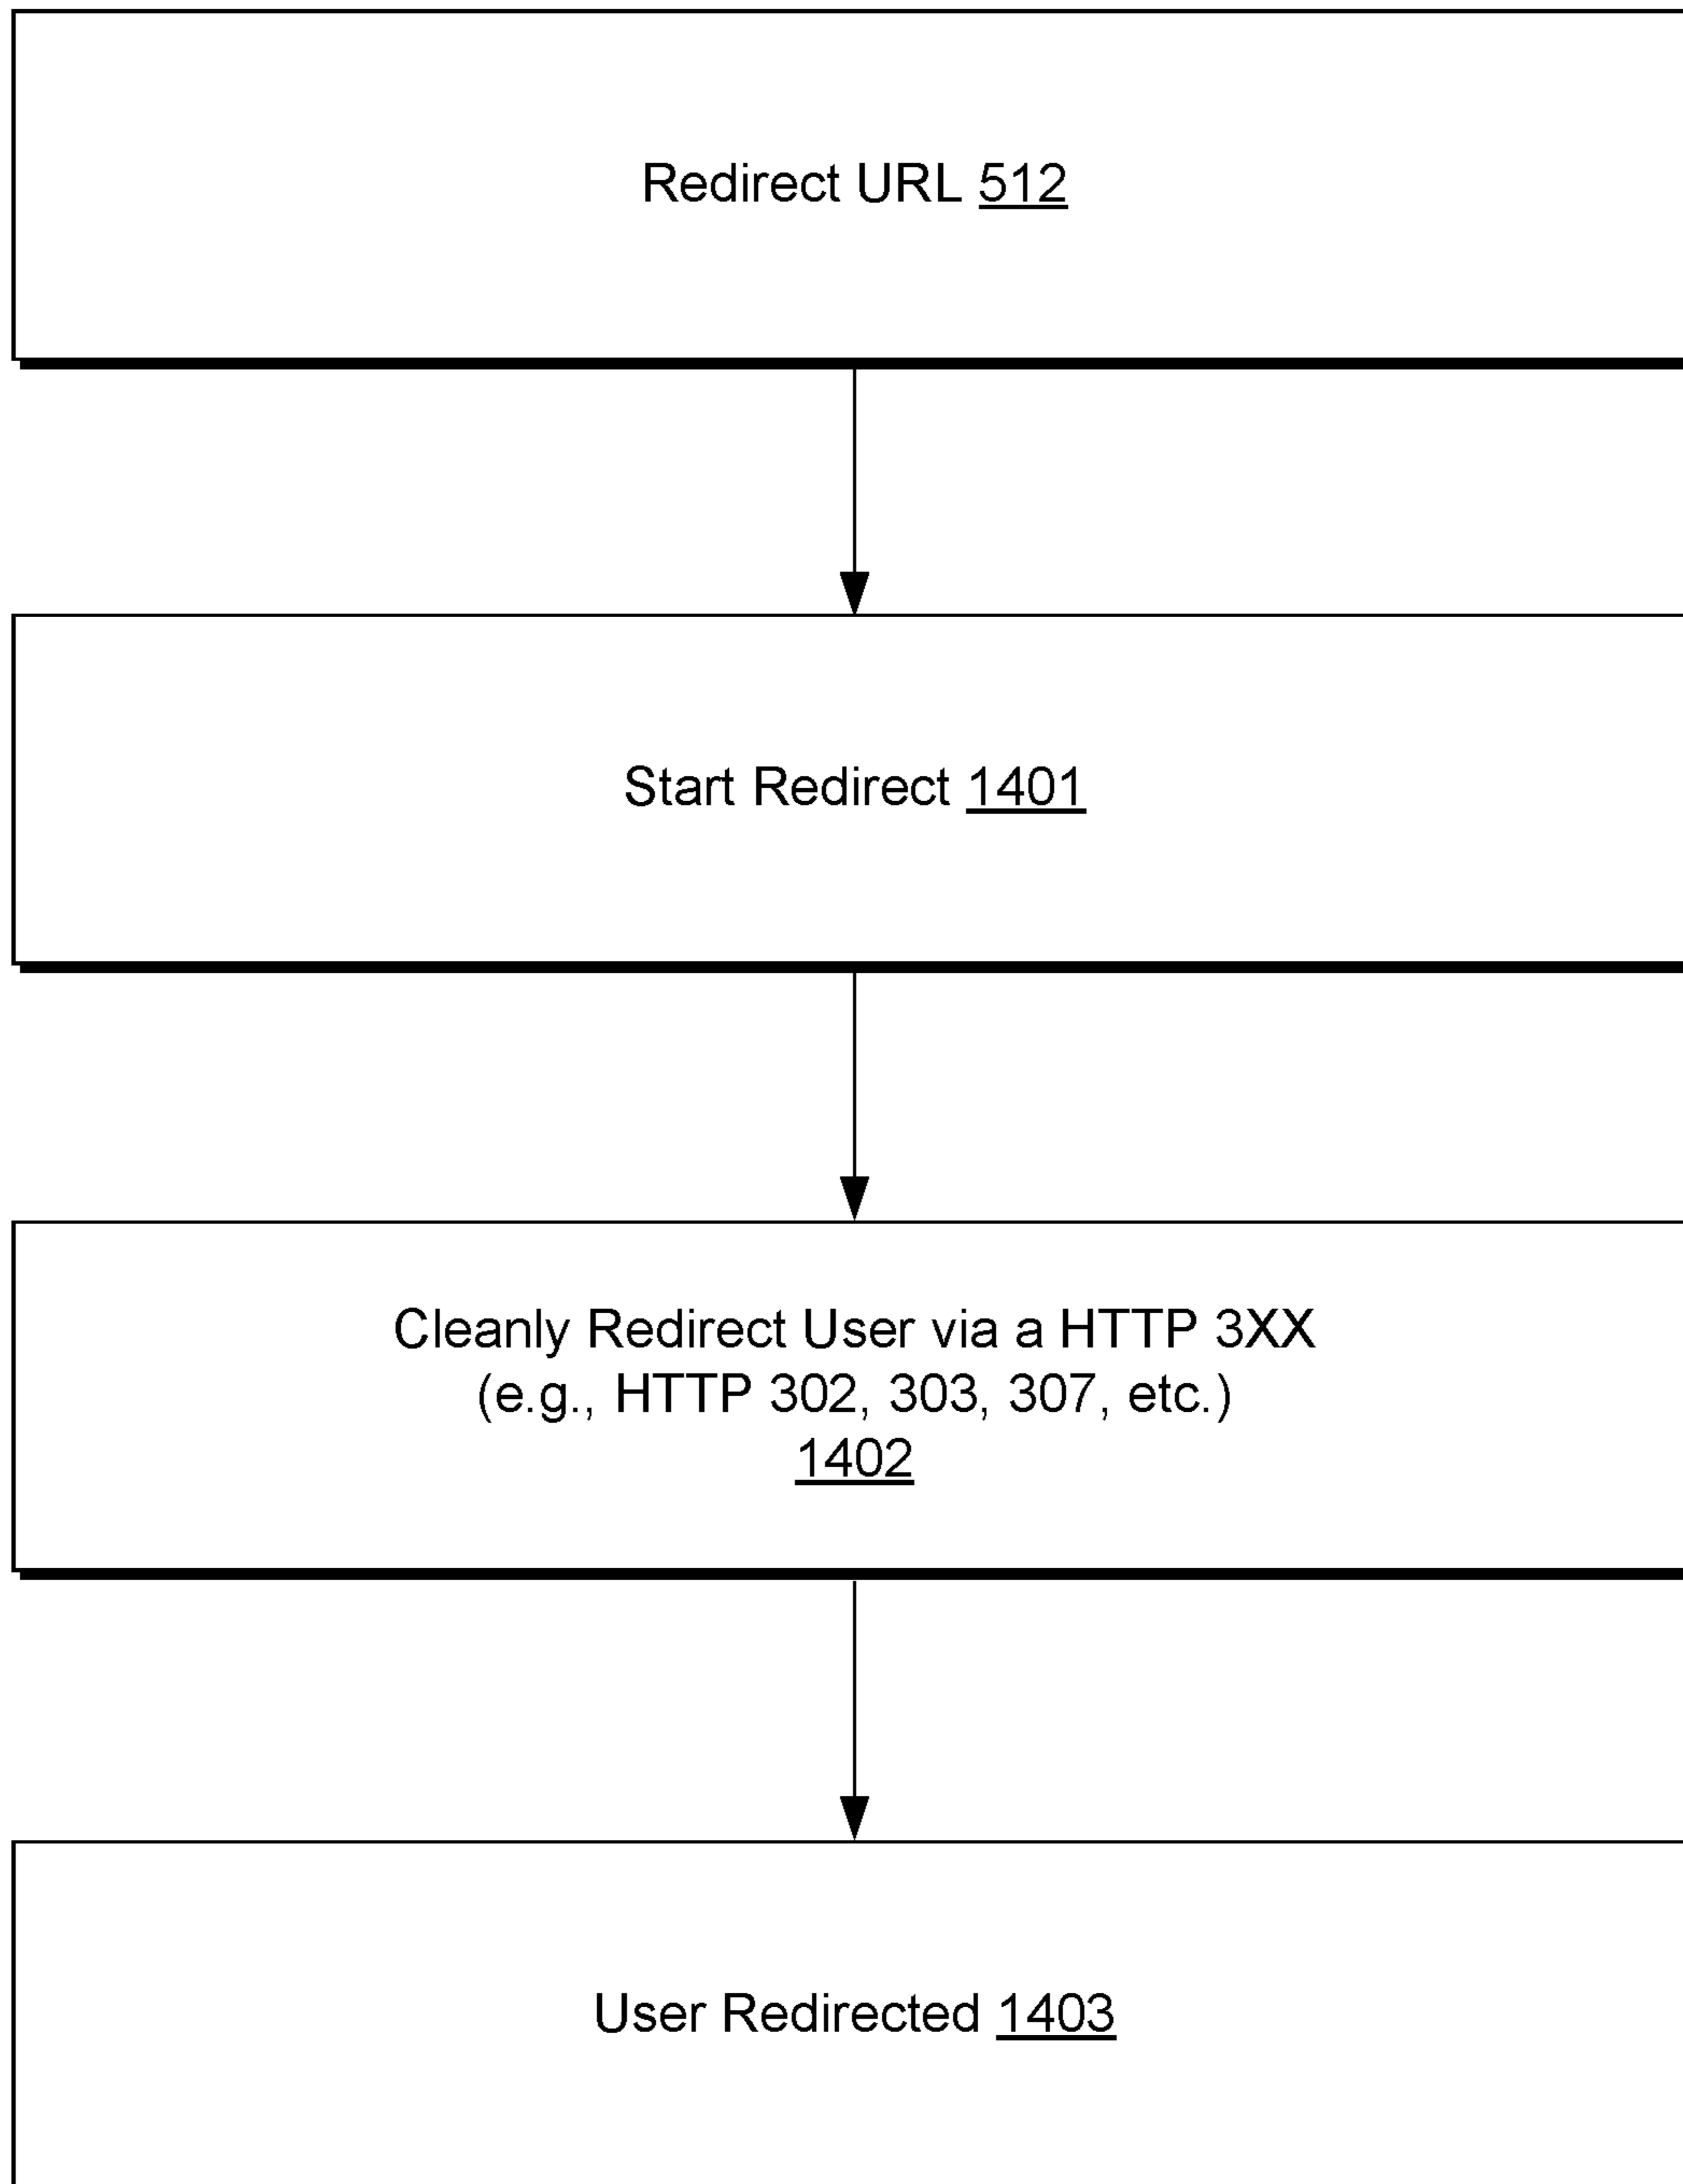 Redirect URL 512
Start Redirect 1401
Cleanly Redirect User via a HTTP 3XX
(e.g., HTTP 302, 303, 307, etc.)
1402
User Redirected 1403